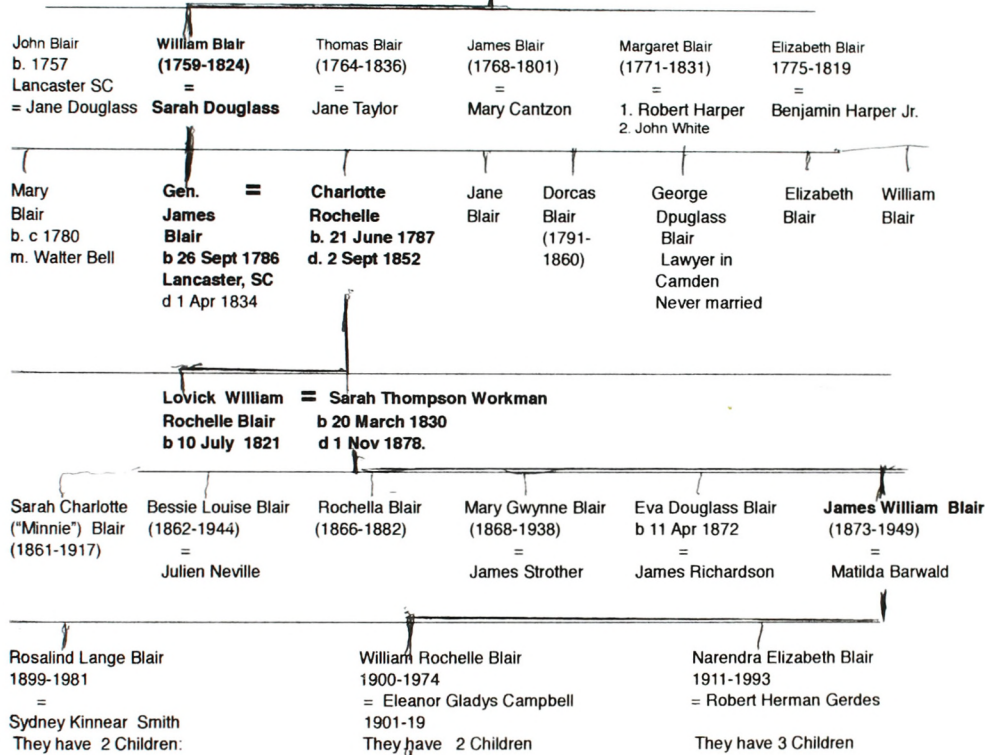 John Blair
b. 1757
Lancaster SC
= Jane Douglass
William Blair
(1759-1824)
=
Sarah Douglass
Thomas Blair
(1764-1836)
=
Jane Taylor
James Blair
(1768-1801)
=
Mary Cantzon
Margaret Blair
(1771-1831)
=
1. Robert Harper
2. John White
Elizabeth Blair
1775-1819
=
Benjamin Harper Jr.
Mary
Blair
b. c 1780
m. Walter Bell
Gen. =
James
Blair
b 26 Sept 1786
Lancaster, SC
d 1 Apr 1834
Charlotte
Rochelle
b. 21 June 1787
d. 2 Sept 1852
Jane
Blair
Dorcas
Blair
(1791-
1860)
George
Dpuglass
Blair
Lawyer in
Camden
Never married
Elizabeth
Blair
William
Blair
Lovick William =
Rochelle Blair
b 10 July 1821
Sarah Thompson Workman
b 20 March 1830
d 1 Nov 1878.
Sarah Charlotte
("Minnie") Blair
(1861-1917)
Bessie Louise Blair
(1862-1944)
=
Julien Neville
Rochella Blair
(1866-1882)
Mary Gwynne Blair
(1868-1938)
=
James Strother
Eva Douglass Blair
b 11 Apr 1872
=
James Richardson
James William Blair
(1873-1949)
=
Matilda Barwald
Rosalind Lange Blair
1899-1981
=
Sydney Kinnear Smith
They have 2 Children:
William Rochelle Blair
1900-1974
= Eleanor Gladys Campbell
1901-19
They have 2 Children
Narendra Elizabeth Blair
1911-1993
= Robert Herman Gerdes
They have 3 Children